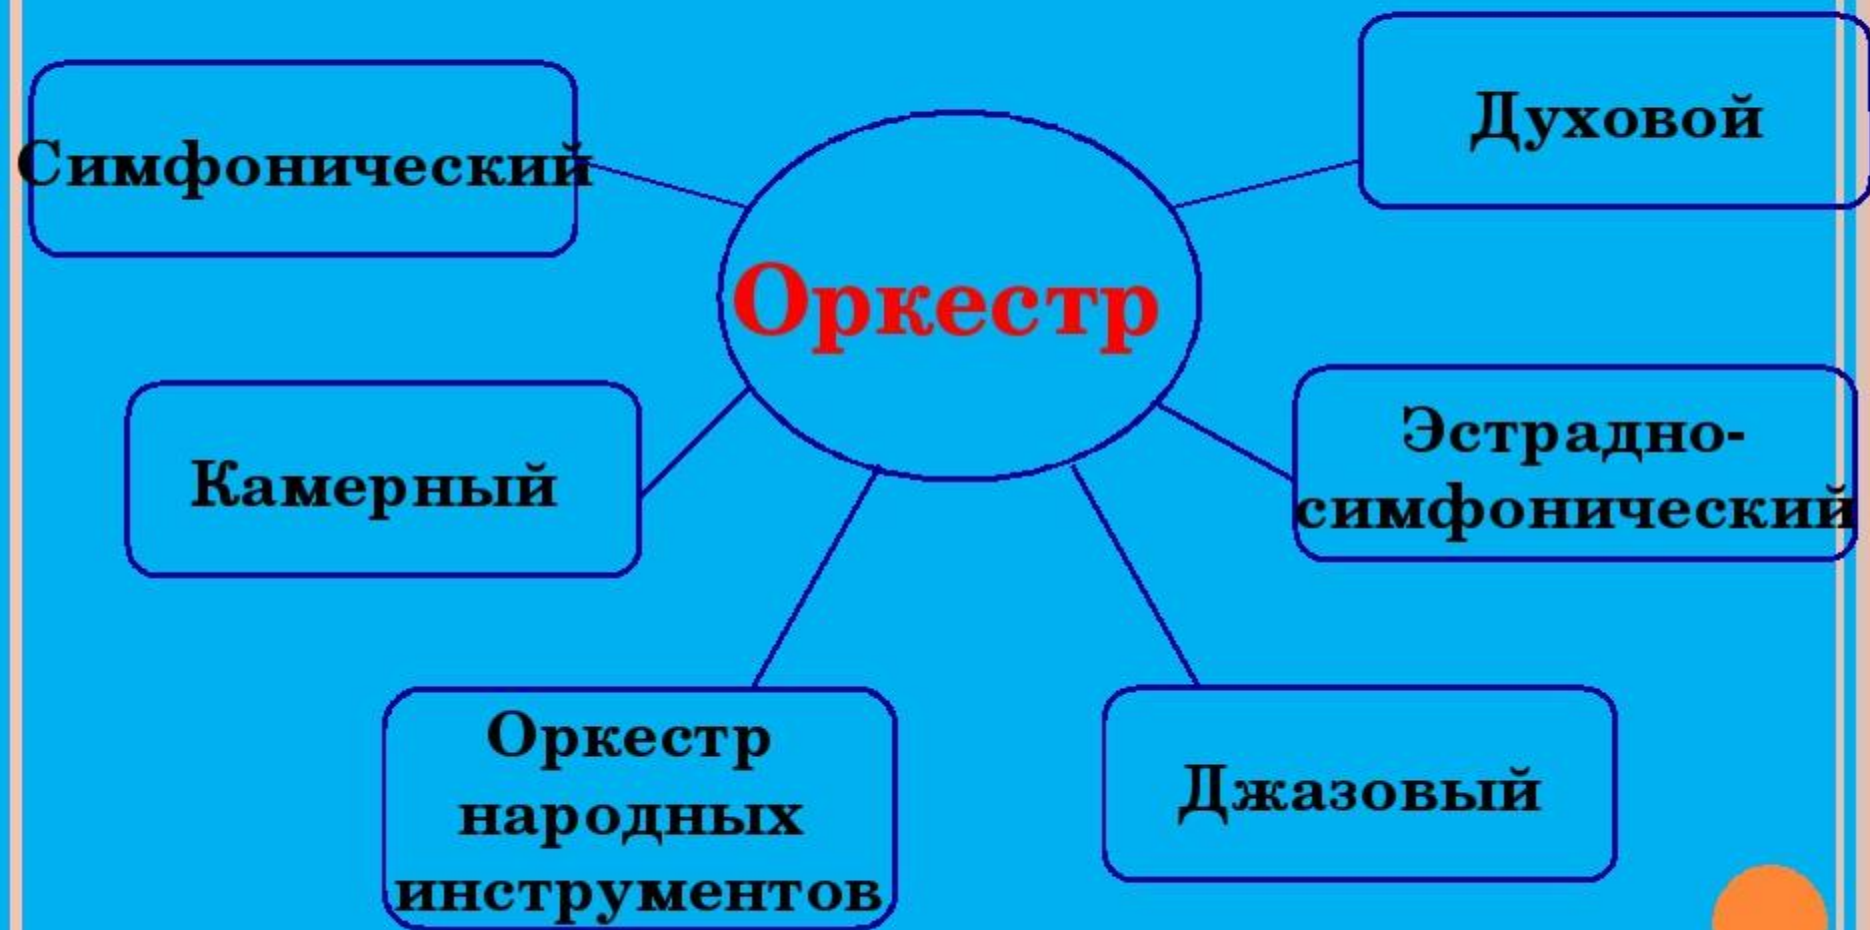 Симфонический
Духовой
Оркестр
Камерный
Эстрадно-
симфонический
Оркестр
народных
инструментов
Джазовый